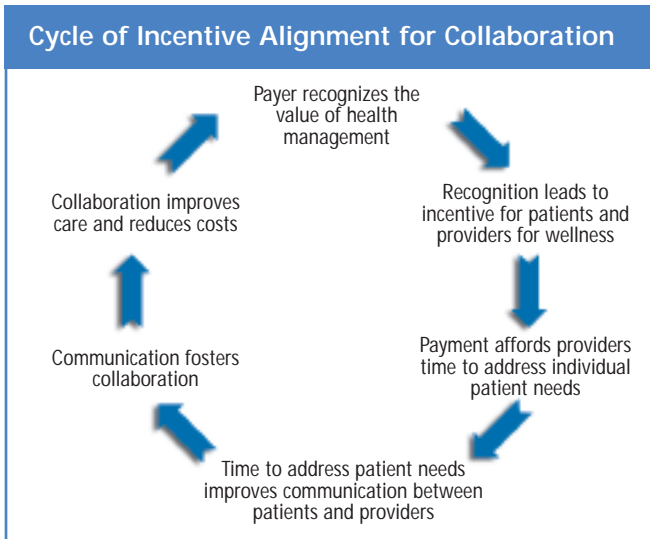 Cycle of Incentive Alignment for Collaboration
Payer recognizes the
value of health
management
Recognition leads to
incentive for patients and
providers for wellness
Payment affords providers
time to address individual
patient needs
Time to address patient needs
improves communication between
patients and providers
Communication fosters
collaboration
Collaboration improves
care and reduces costs